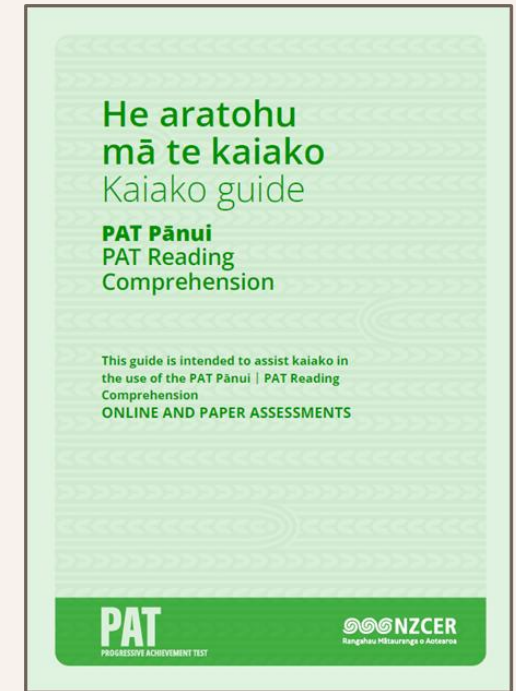 He aratohu
mā te kaiako
Kaiako guide
PAT Pānui
PAT Reading
Comprehension
This guide is intended to assist kaiako in
the use of the PAT Pānui | PAT Reading
Comprehension
ONLINE AND PAPER ASSESSMENTS
PAT
PROGRESSIVE ACHIEVEMENT TEST
NZCER
Rangahau Mātauranga o Aotearoa